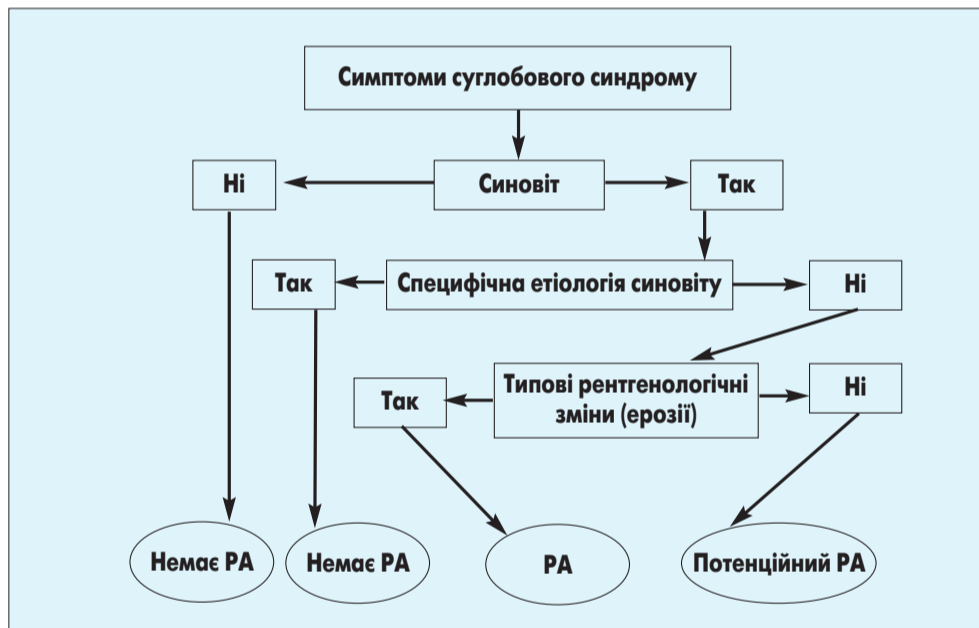 Симптоми суглобового синдрому
Ні
Синовіт
Так
Так
Специфічна етіологія синовіту
Ні
Так
Типові рентгенологічні
зміни (ерозії)
Ні
Немає РА
Немає РА
РА
Потенційний РА